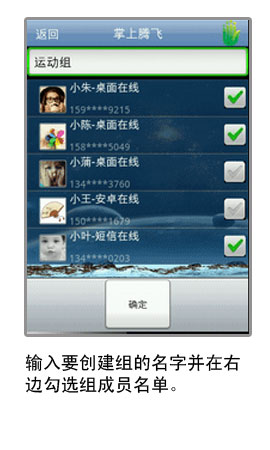 返回 掌上腾飞
运动组
小朱-桌面在线
159****9215
小陈-桌面在线
158****5049
小蒲-桌面在线
134****3760
小王-安卓在线
150****1679
小叶-短信在线
134****0203
确定
输入要创建组的名字并在右
边勾选组成员名单。